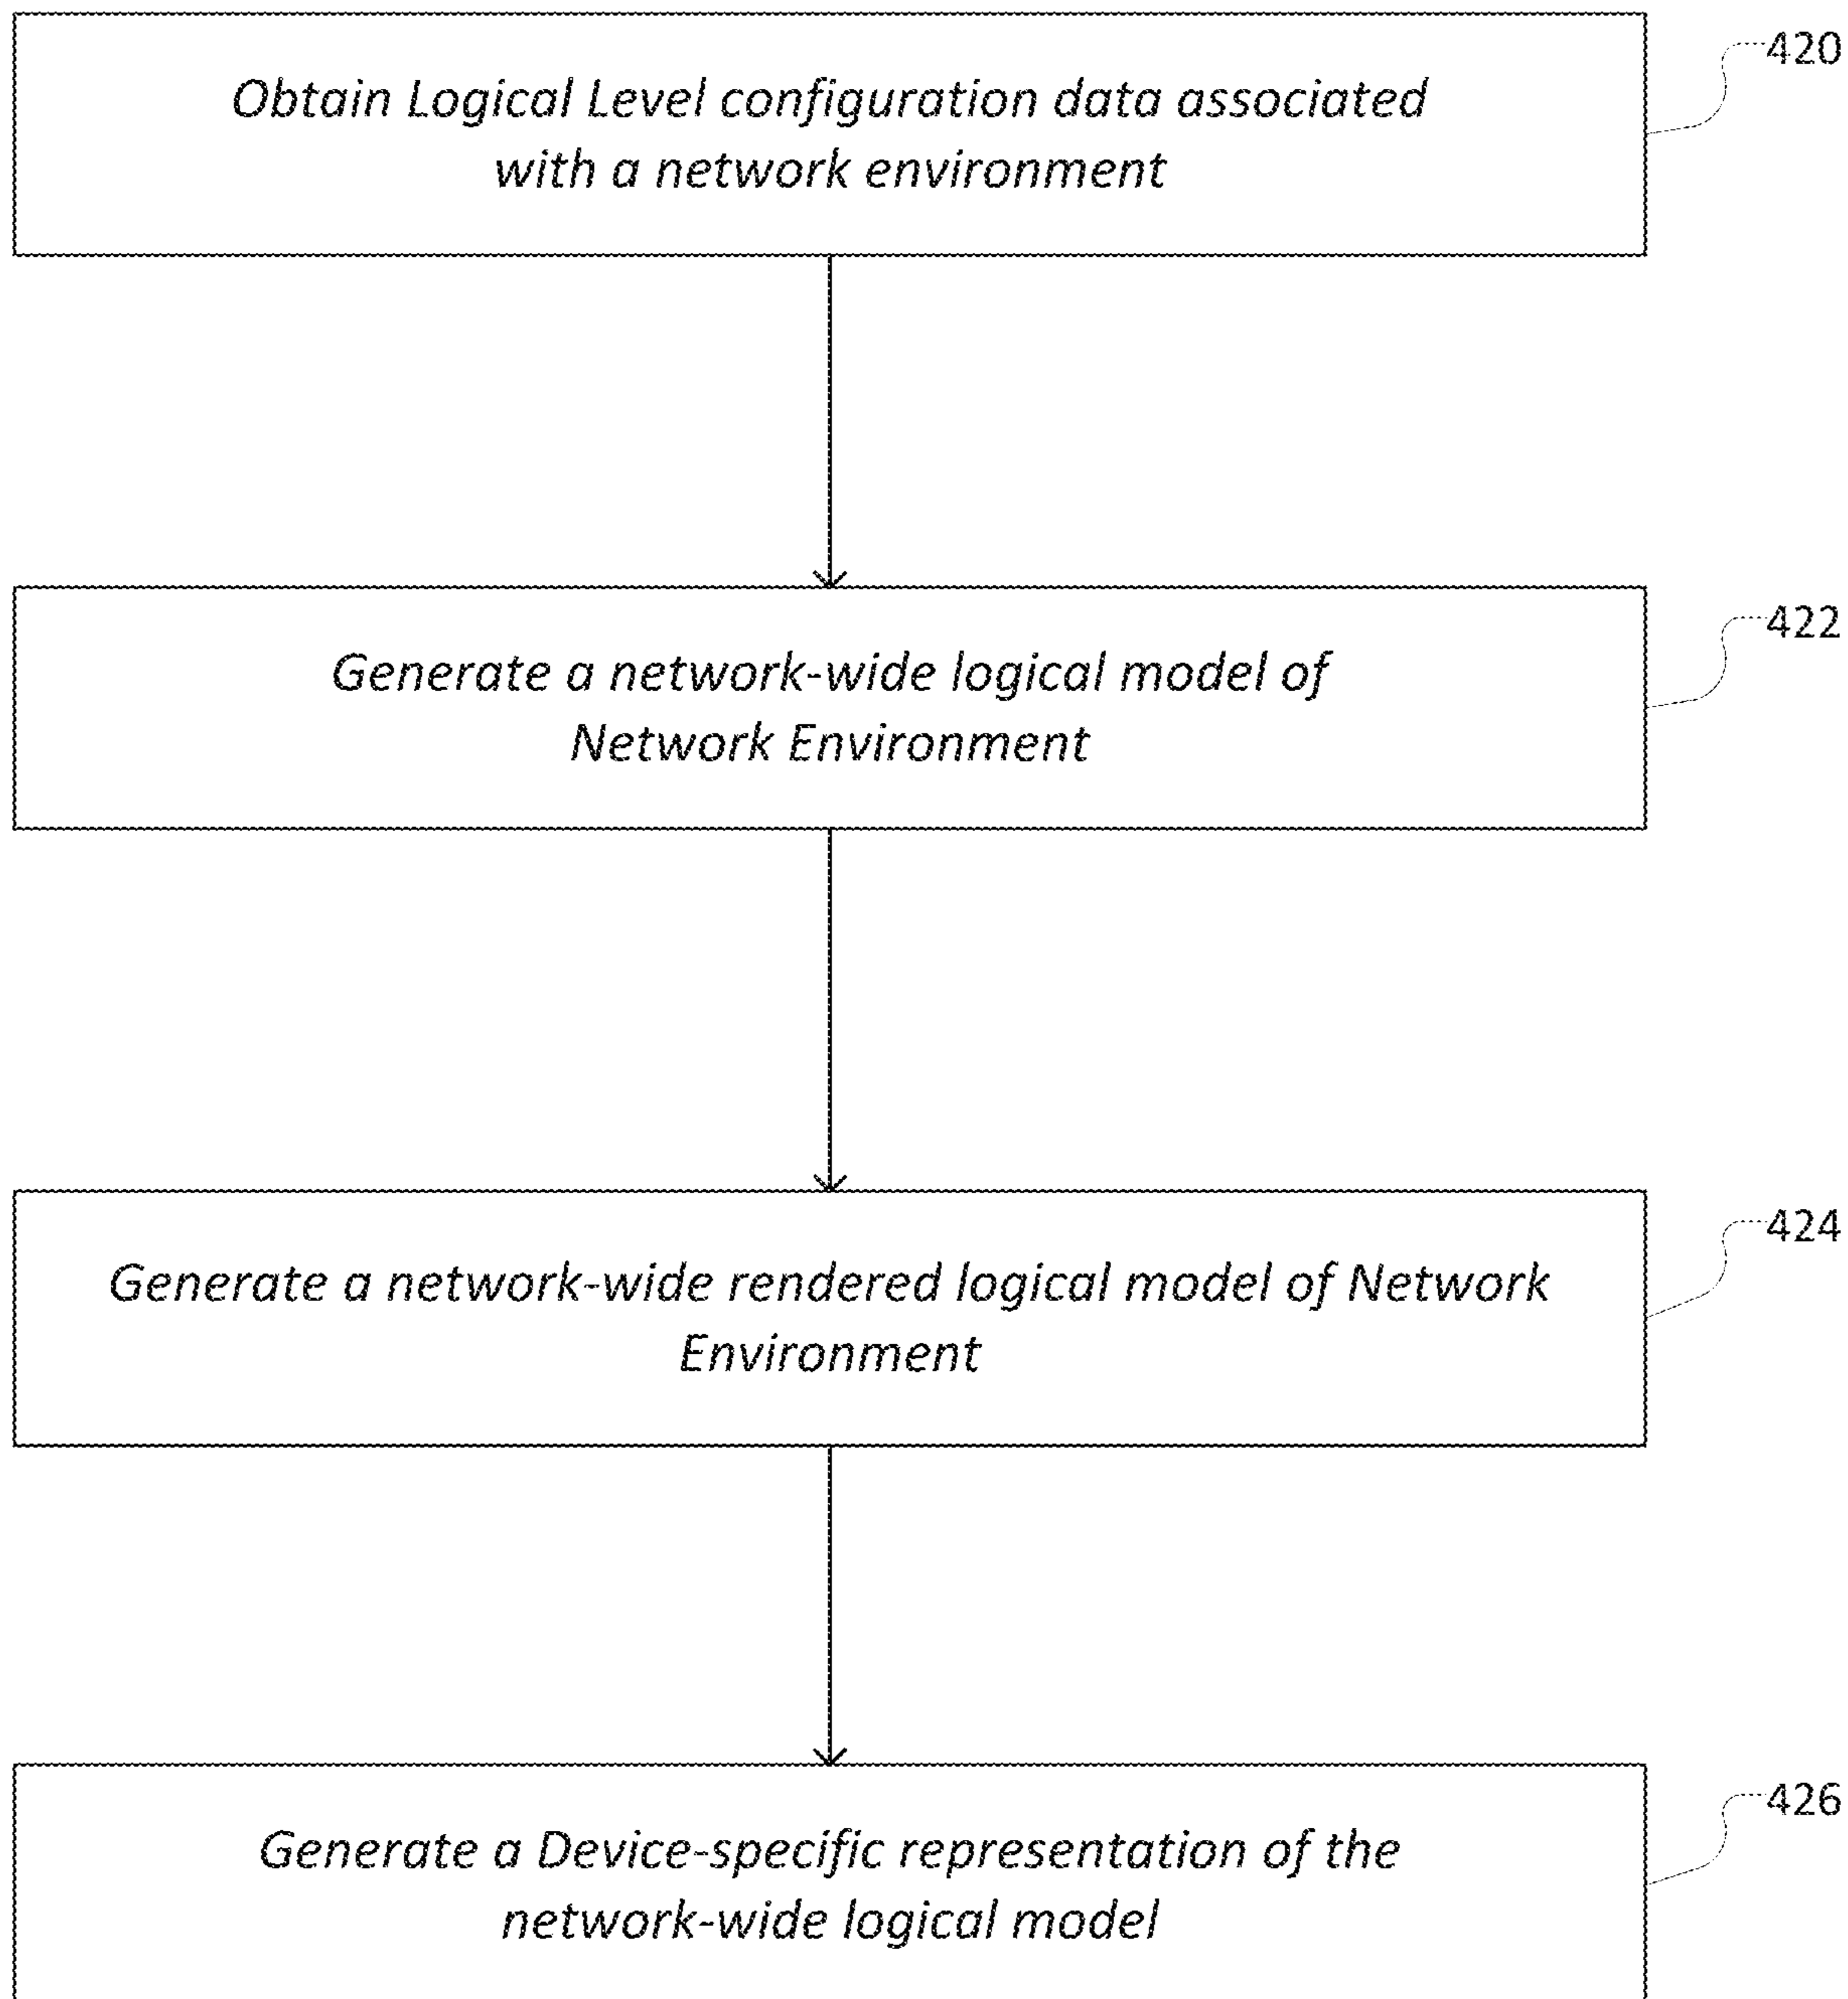 420
Obtain Logical Level configuration data associated
with a network environment
422
Generate a network-wide logical model of
Network Environment
424
Generate a network-wide rendered logical model of Network
Environment
426
Generate a Device-specific representation of the
network-wide logical model